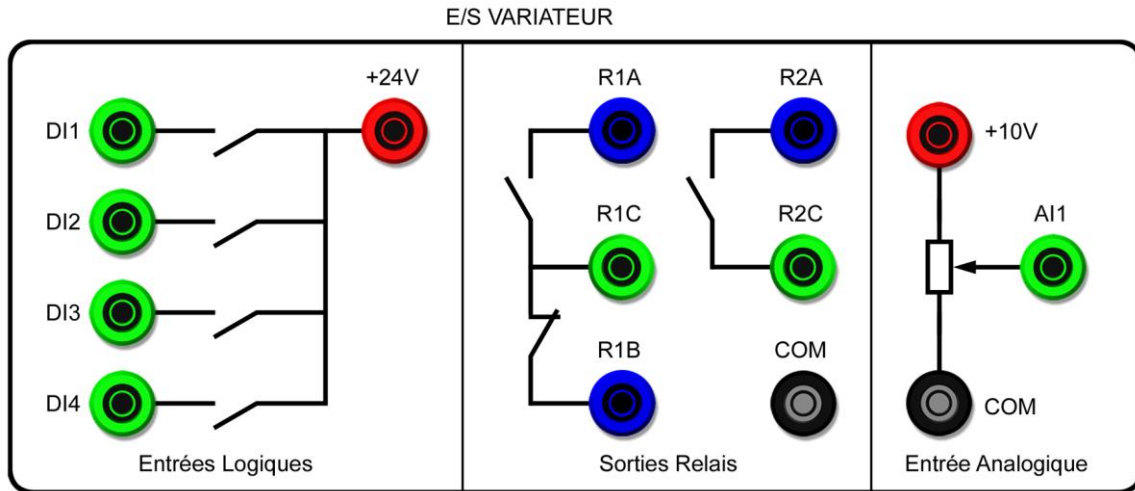 E/S VARIATEUR
+24V
DI1
DI2
DI3
DI4
Entrées Logiques
R1A
R2A
R1C
R2C
R1B
COM
Sorties Relais
+10V
AI1
COM
Entrée Analogique